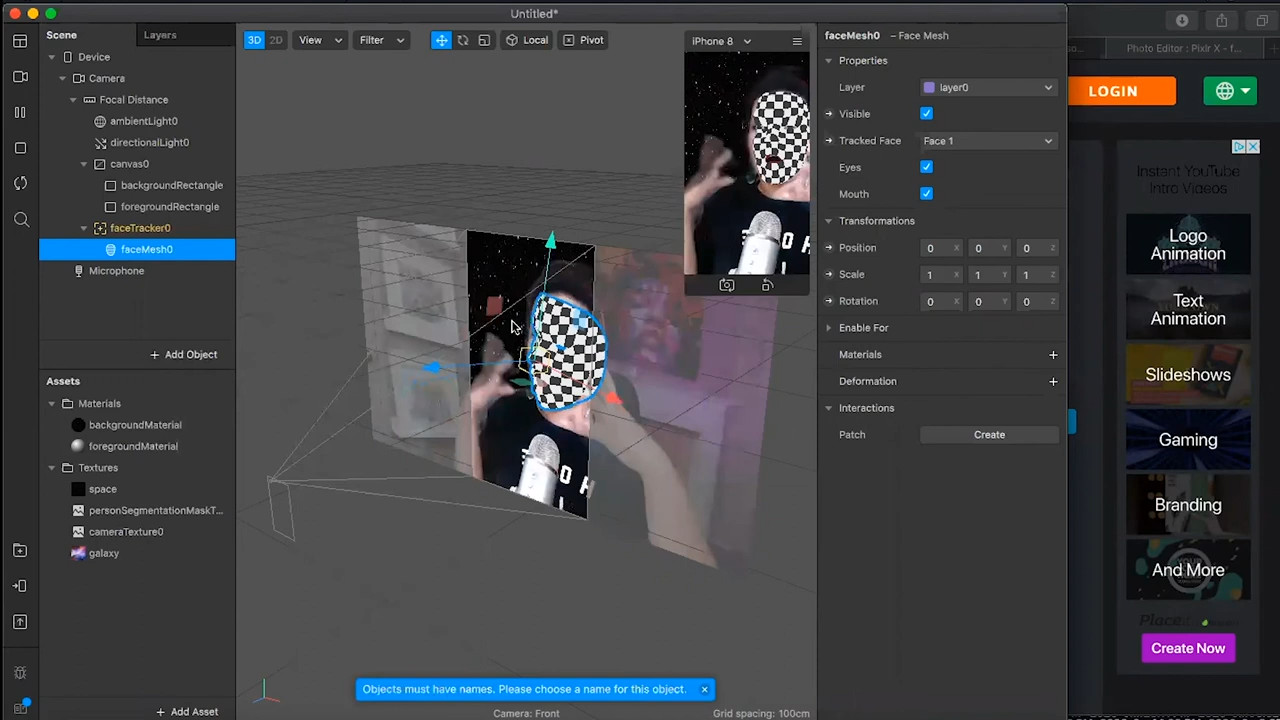 Untitled*
Scene
Layers
Device
Camera
Focal Distance
ambientLight0
directionalLight0
canvas0
backgroundRectangle
foregroundRectangle
faceTracker0
faceMesh0
Microphone
Add Object
Assets
Materials
backgroundMaterial
foregroundMaterial
Textures
space
personSegmentationMaskT...
cameraTexture0
galaxy
Add Asset
3D
2D
View
Filter
Local
Pivot
iPhone 8
Objects must have names. Please choose a name for this object.
Camera: Front
Grid spacing: 100cm
faceMesh0 – Face Mesh
Properties
Layer
layer0
Visible
Tracked Face
Face 1
Eyes
Mouth
Transformations
Position
0 X 0 Y 0 Z
Scale
1 X 1 Y 1 Z
Rotation
0 X 0 Y 0 Z
Enable For
Materials
Deformation
Interactions
Patch
Create
Photo Editor : Pixlr X - f...
LOGIN
Instant YouTube
Intro Videos
Logo
Animation
Text
Animation
Slideshows
Gaming
Branding
And More
Placeit
Create Now